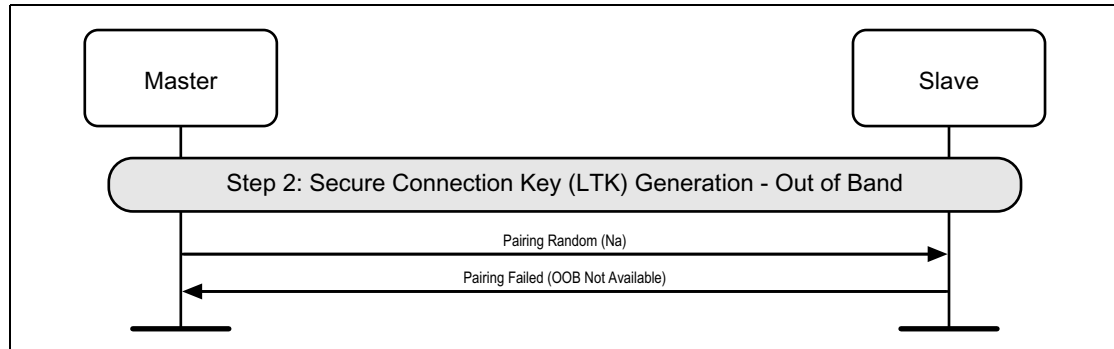 Master
Slave
Step 2: Secure Connection Key (LTK) Generation - Out of Band
Pairing Random (Na)
Pairing Failed (OOB Not Available)